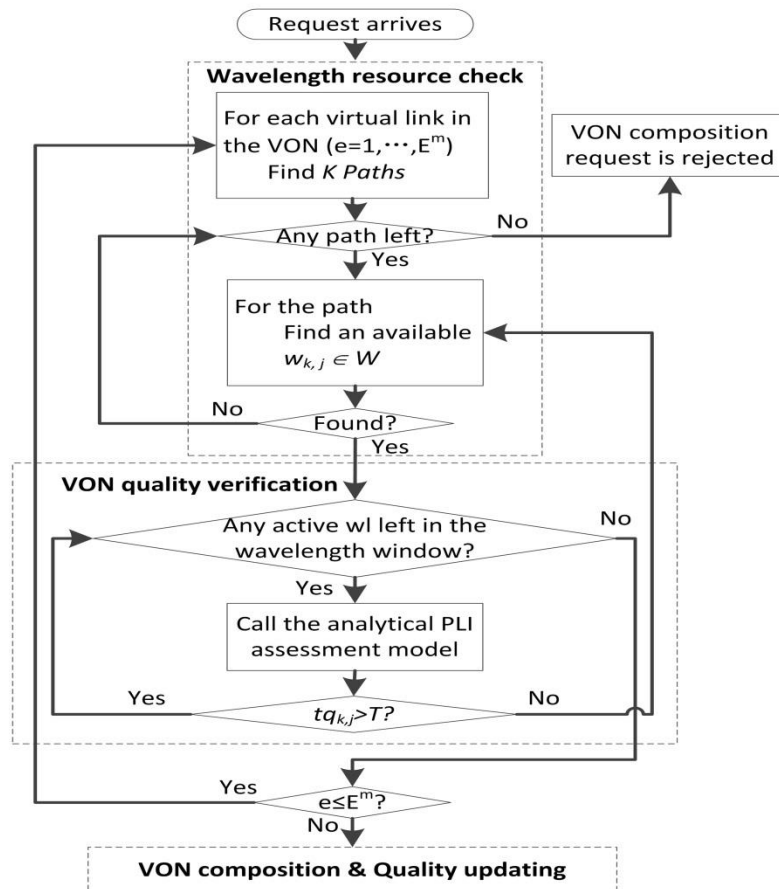 Request arrives
Wavelength resource check
For each virtual link in
the VON (e=1,⋯,E^m)
Find K Paths
VON composition
request is rejected
Any path left?
No
Yes
For the path
Find an available
w_{k,j} ∈ W
No
Found?
Yes
VON quality verification
Any active wl left in the
wavelength window?
No
Yes
Call the analytical PLI
assessment model
Yes
tq_{k,j}>T?
No
Yes
e≤E^m?
No
VON composition & Quality updating